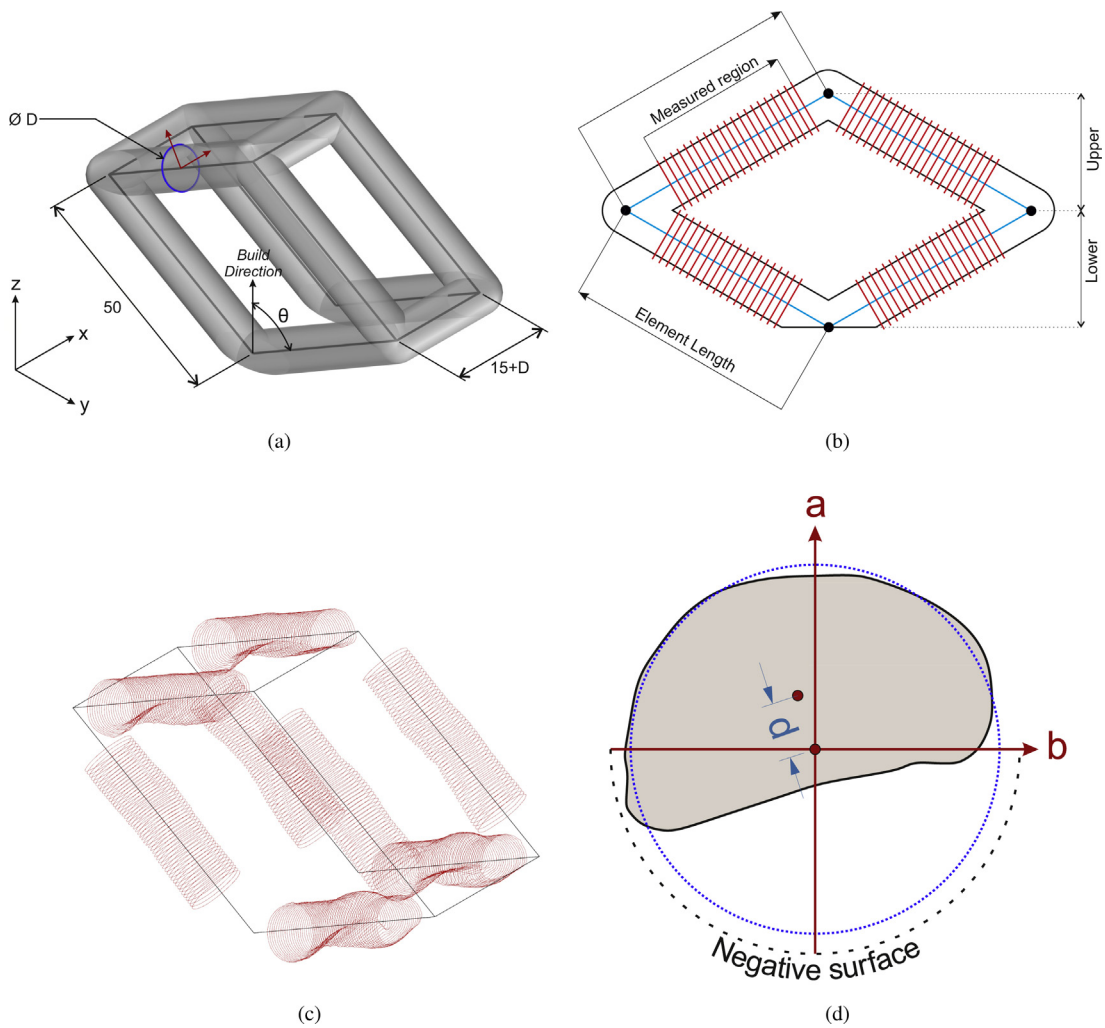 Ø D
Build
Direction
θ
50
15+D
z
x
y
(a)
Measured region
Element Length
Upper
Lower
(b)
(c)
a
b
d
Negative surface
(d)